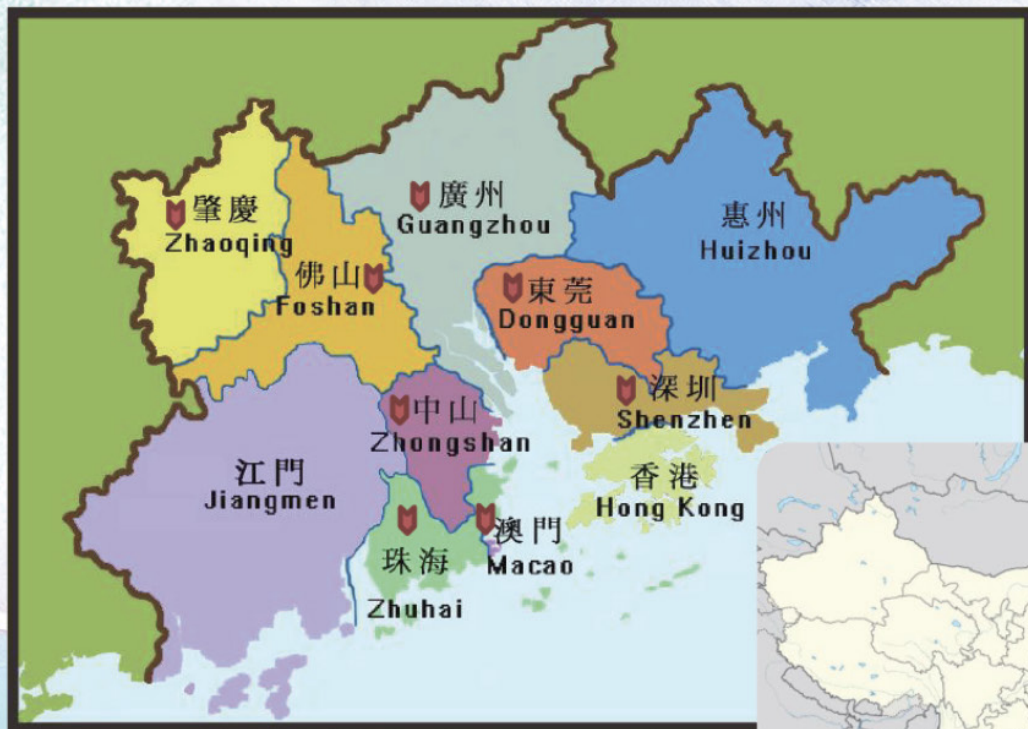 廣州
Guangzhou
肇慶
Zhaoqing
惠州
Huizhou
佛山
Foshan
東莞
Dongguan
深圳
Shenzhen
中山
Zhongshan
江門
Jiangmen
香港
Hong Kong
澳門
Macao
珠海
Zhuhai